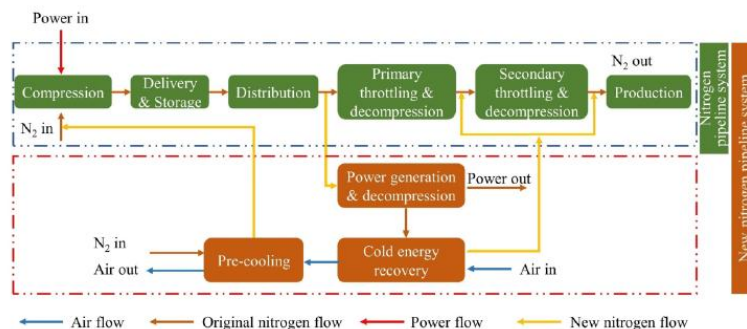 Power in
N₂ out
Compression
Delivery
& Storage
Distribution
Primary
throttling &
decompression
Secondary
throttling &
decompression
Production
N₂ in
Nitrogen
pipeline system
New nitrogen pipeline system
Power generation
& decompression
Power out
N₂ in
Air out
Pre-cooling
Cold energy
recovery
Air in
Air flow
Original nitrogen flow
Power flow
New nitrogen flow